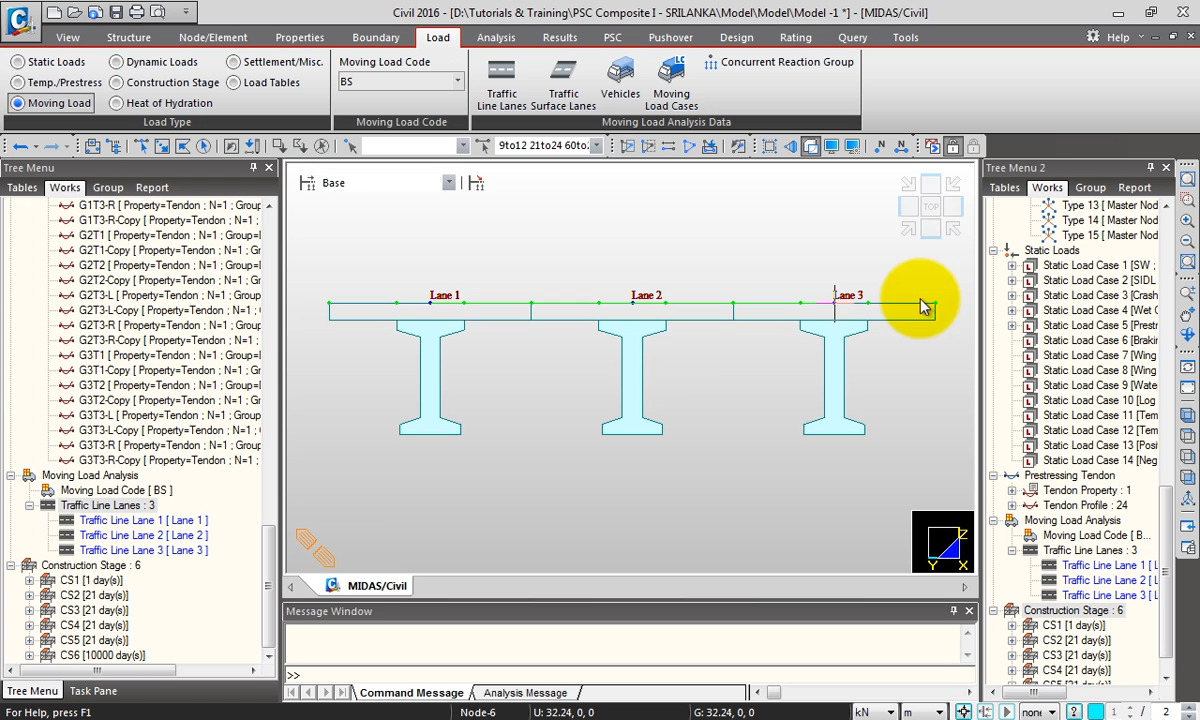 Civil 2016 - [D:\Tutorials & Training\PSC Composite I - SRILANKA\Model\Model\Model -1 *] - [MIDAS/Civil]
View Structure Node/Element Properties Boundary Load Analysis Results PSC Pushover Design Rating Query Tools Help
Static Loads Dynamic Loads Settlement/Misc.
Temp./Prestress Construction Stage Load Tables
Moving Load Heat of Hydration
Load Type
Moving Load Code
BS
Moving Load Code
Traffic Line Lanes
Traffic Surface Lanes
Vehicles
Moving Load Cases
Concurrent Reaction Group
Moving Load Analysis Data
9to12 21to24 60to
Tree Menu
Tables Works Group Report
G1T3-R [ Property=Tendon ; N=1 ; Group=
G1T3-R-Copy [ Property=Tendon ; N=1 ;
G2T1 [ Property=Tendon ; N=1 ; Group=D
G2T1-Copy [ Property=Tendon ; N=1 ; Gr
G2T2 [ Property=Tendon ; N=1 ; Group=D
G2T2-Copy [ Property=Tendon ; N=1 ; Gr
G2T3-L [ Property=Tendon ; N=1 ; Group=
G2T3-L-Copy [ Property=Tendon ; N=1 ;
G2T3-R [ Property=Tendon ; N=1 ; Group=
G2T3-R-Copy [ Property=Tendon ; N=1 ;
G3T1 [ Property=Tendon ; N=1 ; Group=D
G3T1-Copy [ Property=Tendon ; N=1 ; Gr
G3T2 [ Property=Tendon ; N=1 ; Group=D
G3T2-Copy [ Property=Tendon ; N=1 ; Gr
G3T3-L [ Property=Tendon ; N=1 ; Group=
G3T3-L-Copy [ Property=Tendon ; N=1 ;
G3T3-R [ Property=Tendon ; N=1 ; Group=
G3T3-R-Copy [ Property=Tendon ; N=1 ;
Moving Load Analysis
Moving Load Code [ BS ]
Traffic Line Lanes : 3
Traffic Line Lane 1 [ Lane 1 ]
Traffic Line Lane 2 [ Lane 2 ]
Traffic Line Lane 3 [ Lane 3 ]
Construction Stage : 6
CS1 [1 day(s)]
CS2 [21 day(s)]
CS3 [21 day(s)]
CS4 [21 day(s)]
CS5 [21 day(s)]
CS6 [10000 day(s)]
Tree Menu Task Pane
Base
TOP
Lane 1 Lane 2 Lane 3
Z
Y X
MIDAS/Civil
Message Window
>>
Command Message Analysis Message
Tree Menu 2
Tables Works Group Report
Type 13 [ Master Nod
Type 14 [ Master Nod
Type 15 [ Master Nod
Static Loads
Static Load Case 1 [SW ;
Static Load Case 2 [SIDL
Static Load Case 3 [Crash
Static Load Case 4 [Wet C
Static Load Case 5 [Prest
Static Load Case 6 [Braki
Static Load Case 7 [Wing
Static Load Case 8 [Wing
Static Load Case 9 [Wate
Static Load Case 10 [Log
Static Load Case 11 [Tem
Static Load Case 12 [Tem
Static Load Case 13 [Posi
Static Load Case 14 [Neg
Prestressing Tendon
Tendon Property : 1
Tendon Profile : 24
Moving Load Analysis
Moving Load Code [ B...
Traffic Line Lanes : 3
Traffic Line Lane 1 [ L
Traffic Line Lane 2 [ L
Traffic Line Lane 3 [ L
Construction Stage : 6
CS1 [1 day(s)]
CS2 [21 day(s)]
CS3 [21 day(s)]
CS4 [21 day(s)]
For Help, press F1 Node-6 U: 32.24, 0, 0 G: 32.24, 0, 0 kN m none 1 / 2